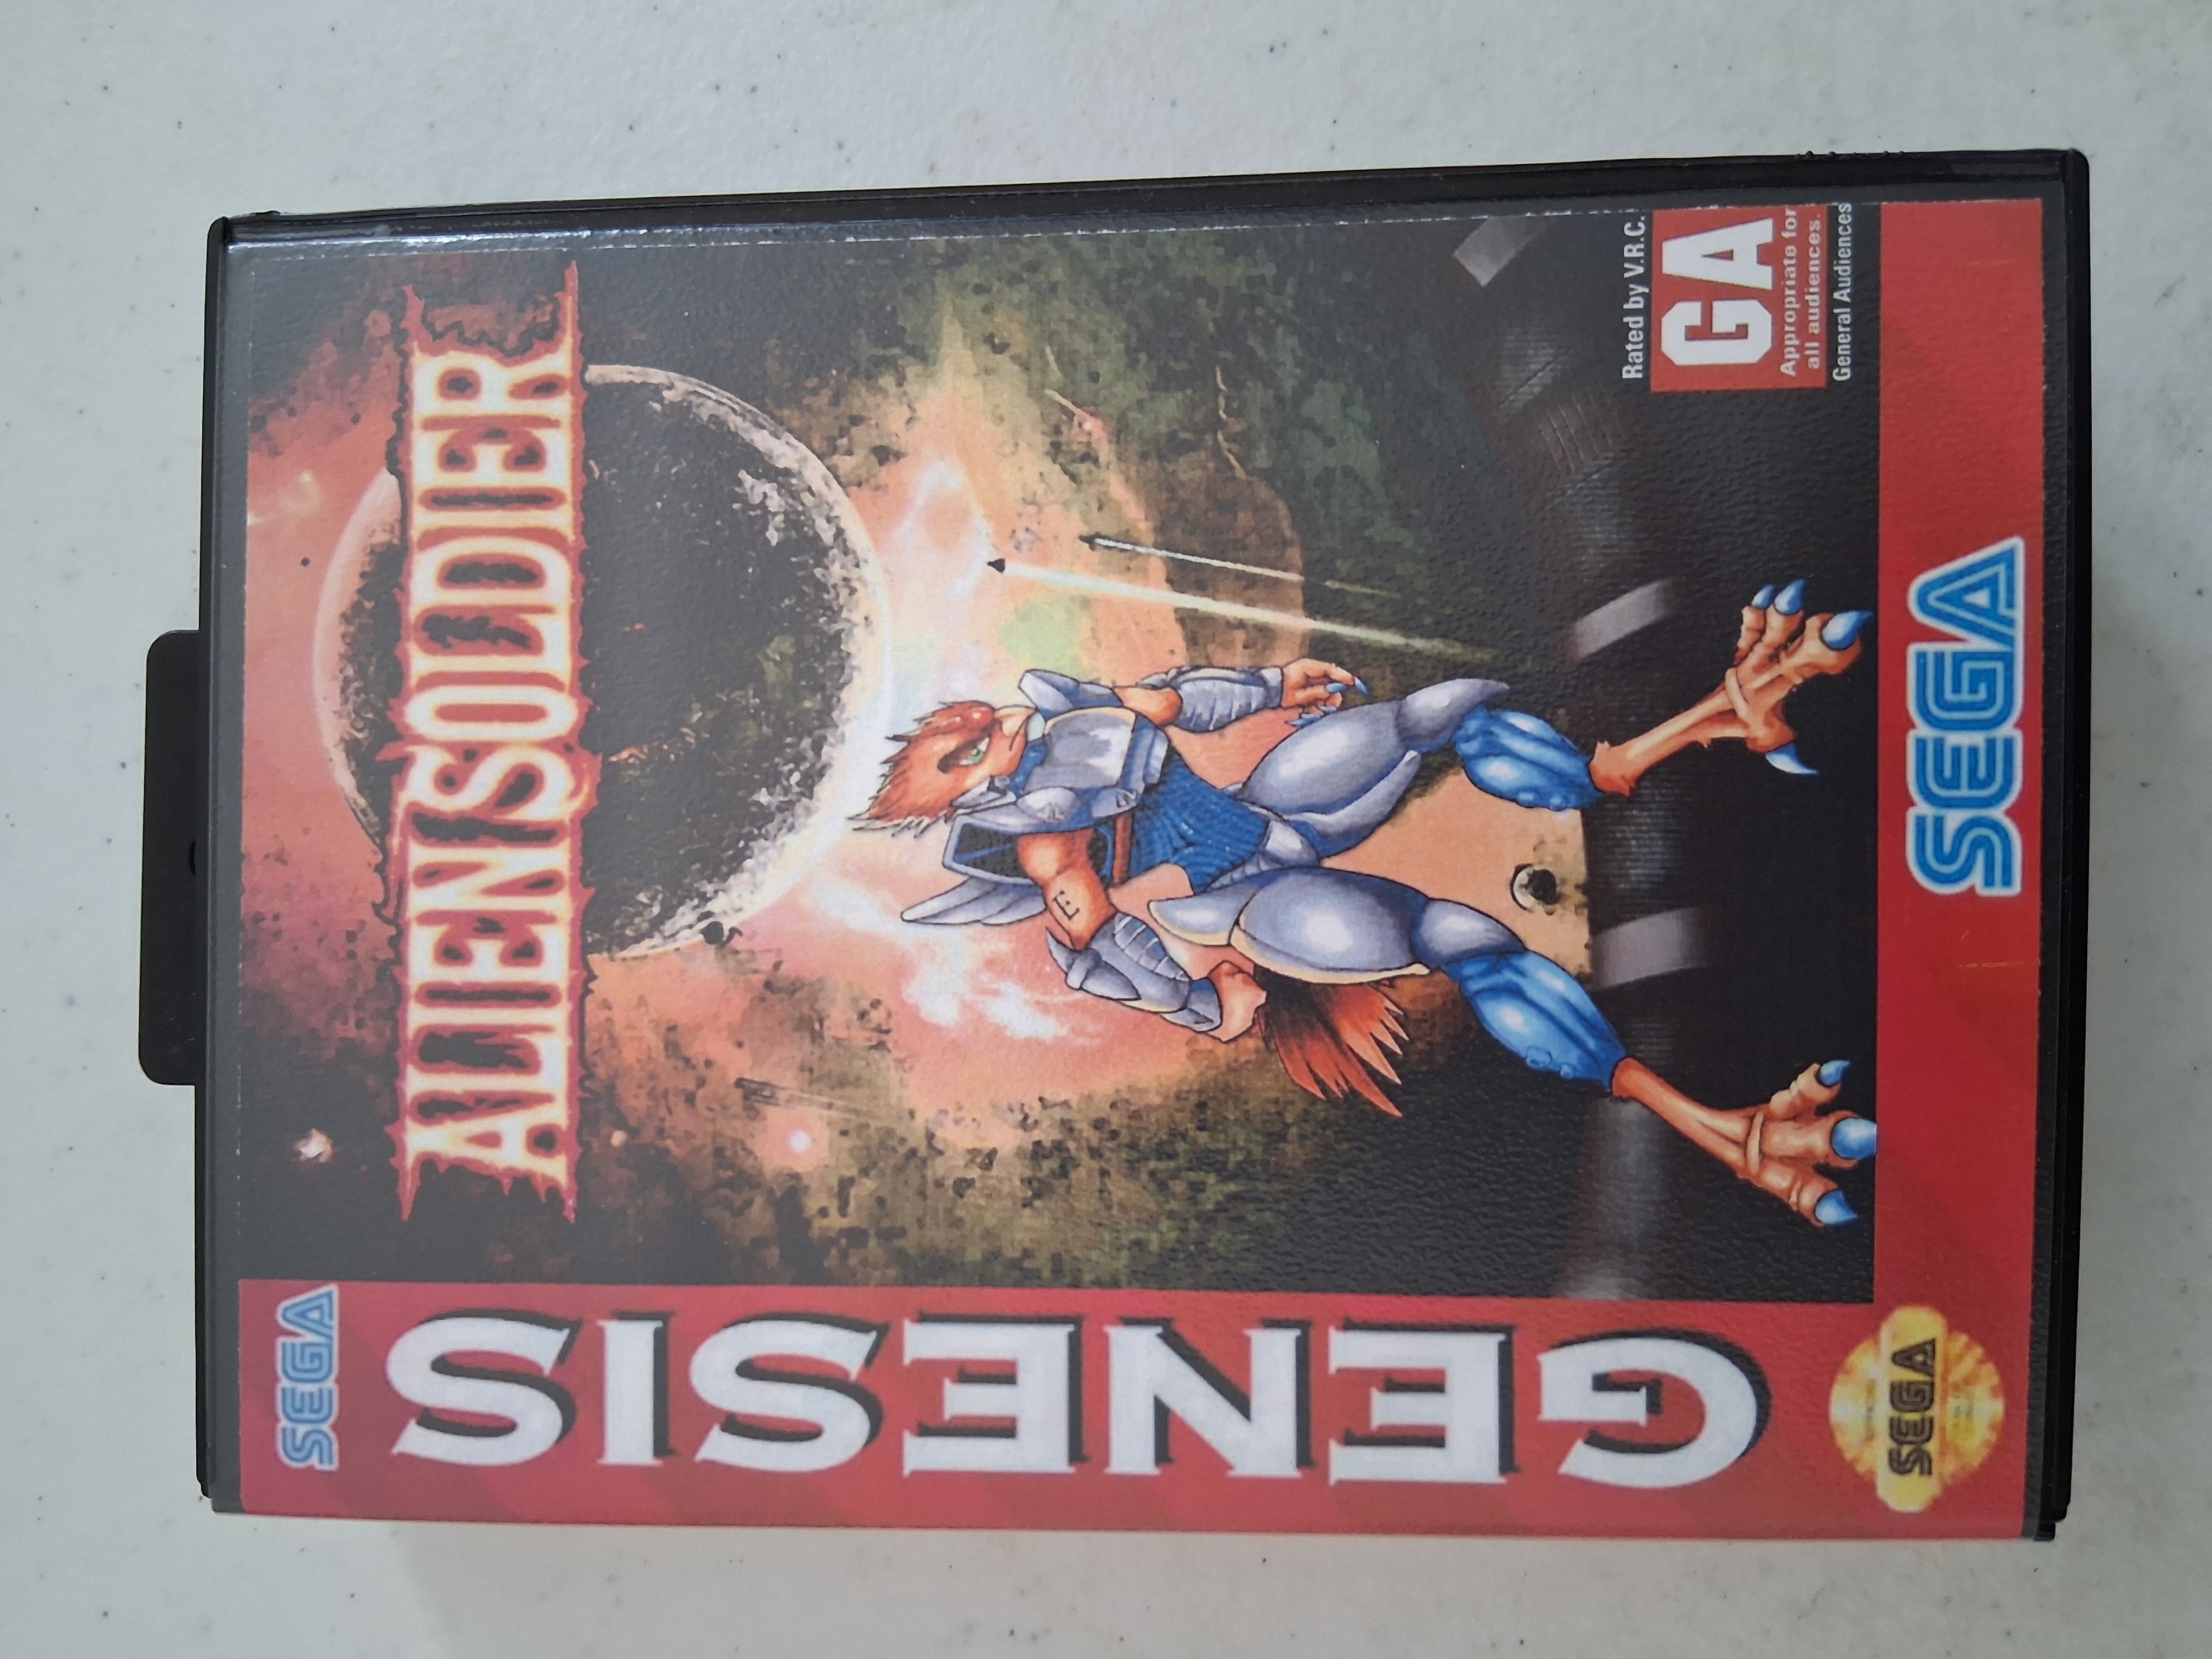 SEGA
GENESIS
SEGA
ALIEN SOLDIER
Rated by V.R.C.
GA
Appropriate for
all audiences.
General Audiences
SEGA